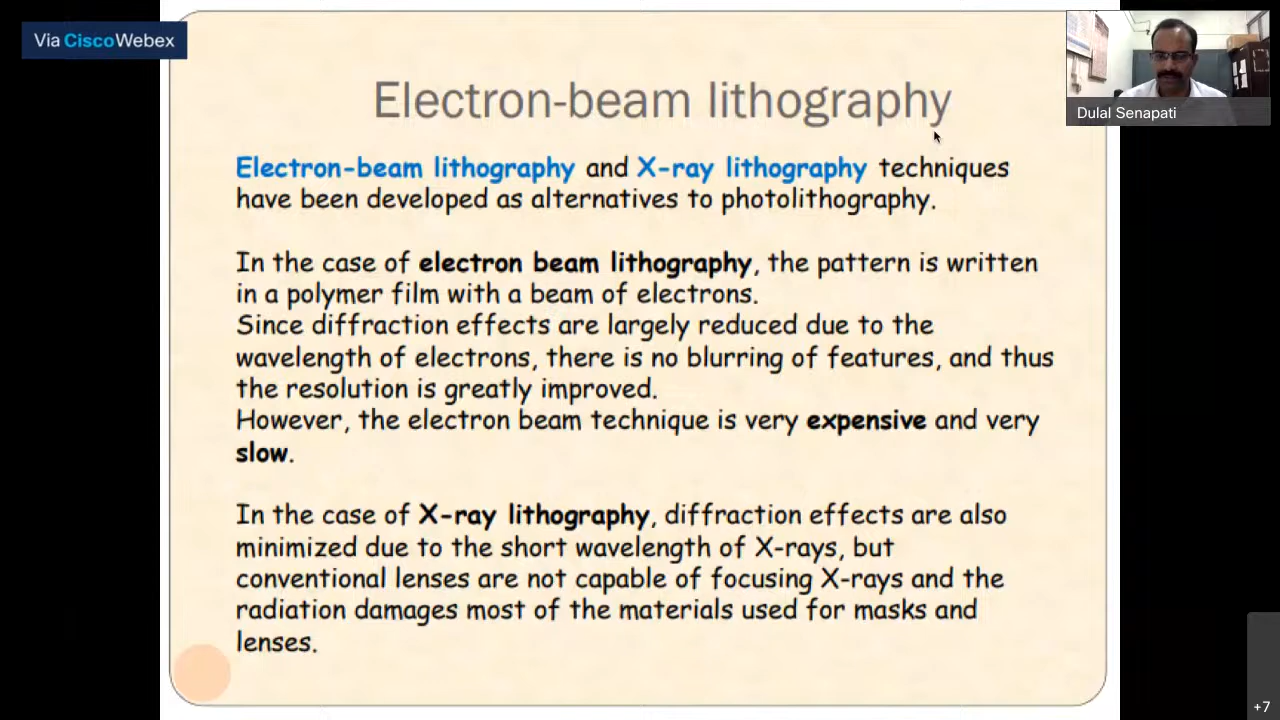 Via CiscoWebex
Dulal Senapati
Electron-beam lithography
Electron-beam lithography and X-ray lithography techniques
have been developed as alternatives to photolithography.
In the case of electron beam lithography, the pattern is written
in a polymer film with a beam of electrons.
Since diffraction effects are largely reduced due to the
wavelength of electrons, there is no blurring of features, and thus
the resolution is greatly improved.
However, the electron beam technique is very expensive and very
slow.
In the case of X-ray lithography, diffraction effects are also
minimized due to the short wavelength of X-rays, but
conventional lenses are not capable of focusing X-rays and the
radiation damages most of the materials used for masks and
lenses.
+7